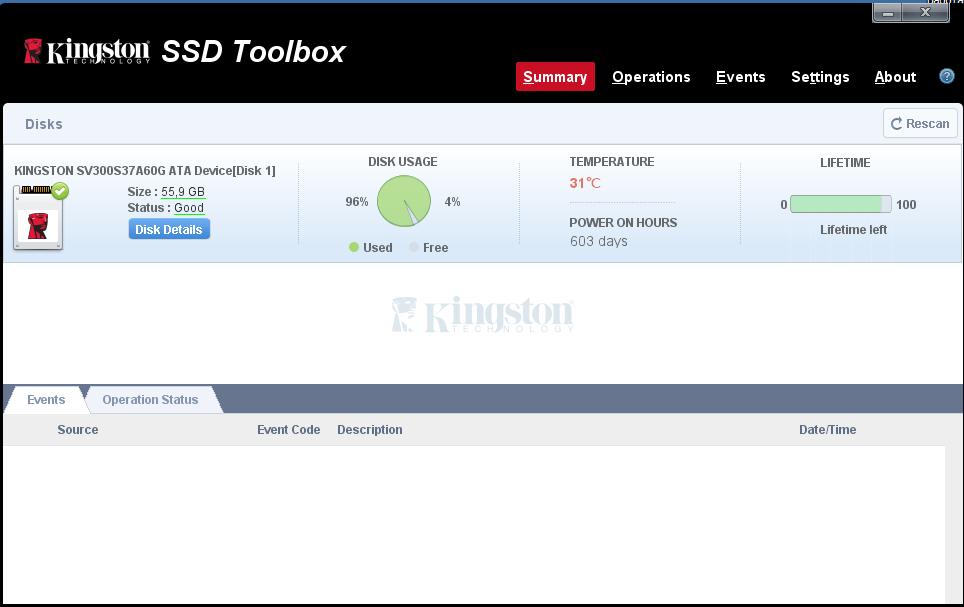 Kingston TECHNOLOGY SSD Toolbox
Summary Operations Events Settings About ?
Disks
Rescan
KINGSTON SV300S37A60G ATA Device[Disk 1]
Size : 55,9 GB
Status : Good
Disk Details
DISK USAGE
96% 4%
Used Free
TEMPERATURE
31°C
POWER ON HOURS
603 days
LIFETIME
0 100
Lifetime left
Kingston
TECHNOLOGY
Events Operation Status
Source Event Code Description Date/Time